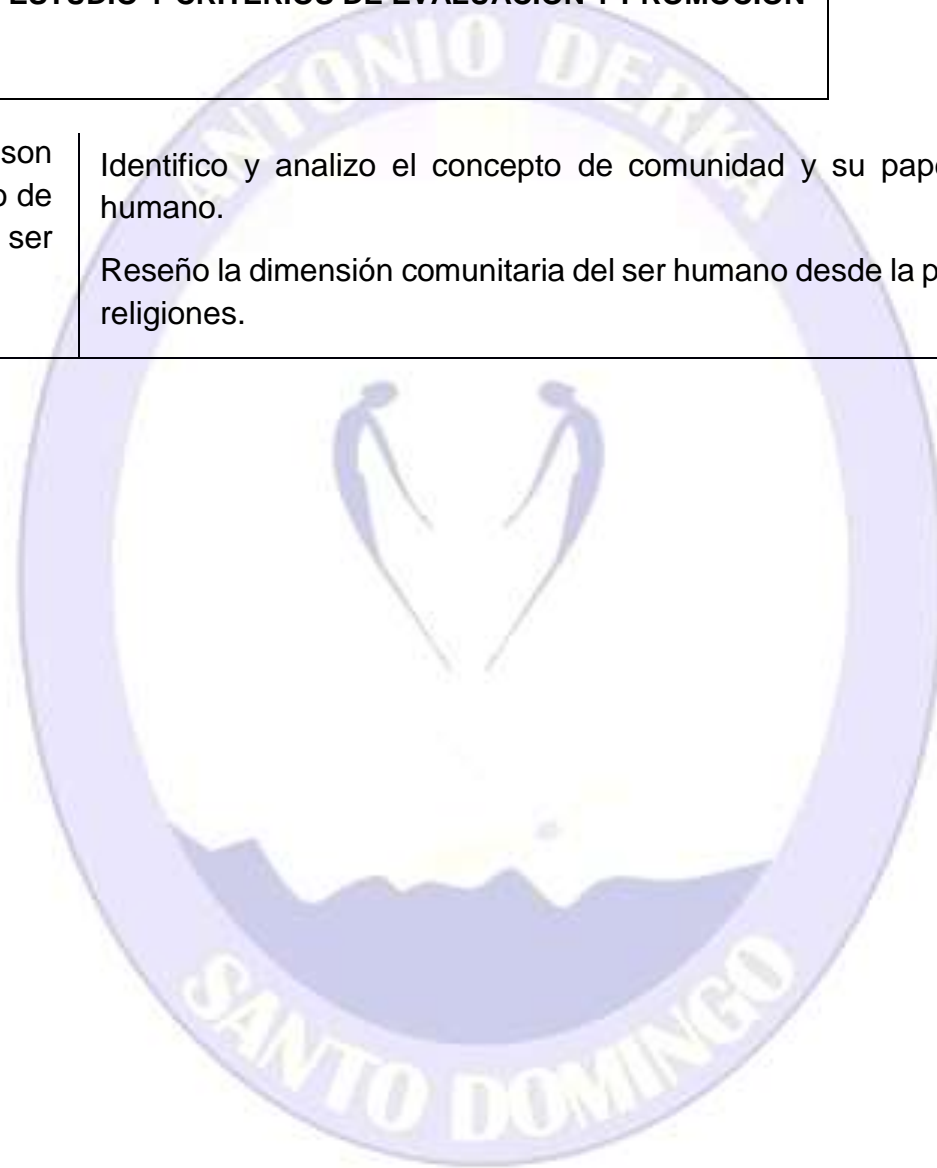 ESTUDIO Y CRITERIOS DE EVALUACIÓN Y PROMOCIÓN
son
o de
ser
Identifico y analizo el concepto de comunidad y su pape
humano.
Reseño la dimensión comunitaria del ser humano desde la p
religiones.
ANTONIO DERKA
SANTO DOMINGO